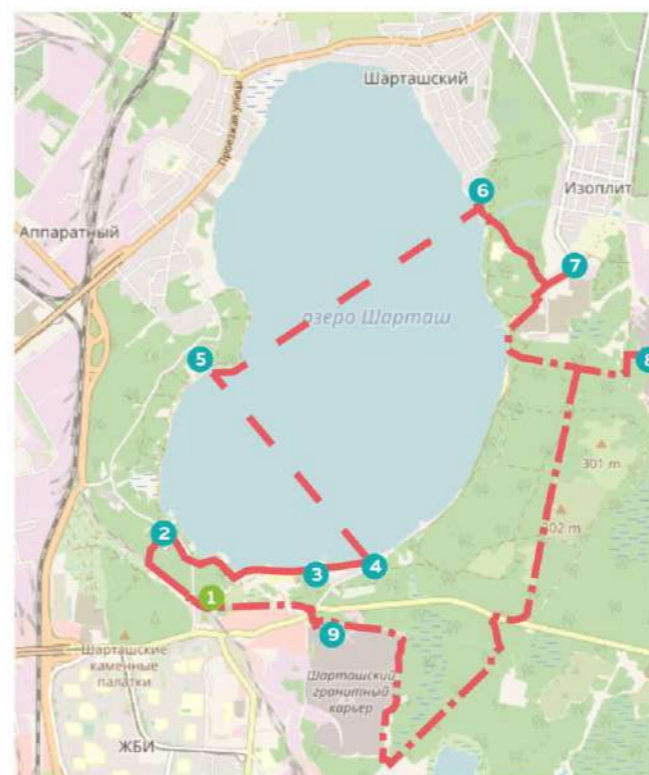 Шарташский
Проезжая улица
6
Изоплит
Аппаратный
7
озеро Шарташ
5
8
301 m
302 m
2
4
3
1
9
Шарташские
каменные
палатки
Шарташский
гранитный
карьер
ЖБИ